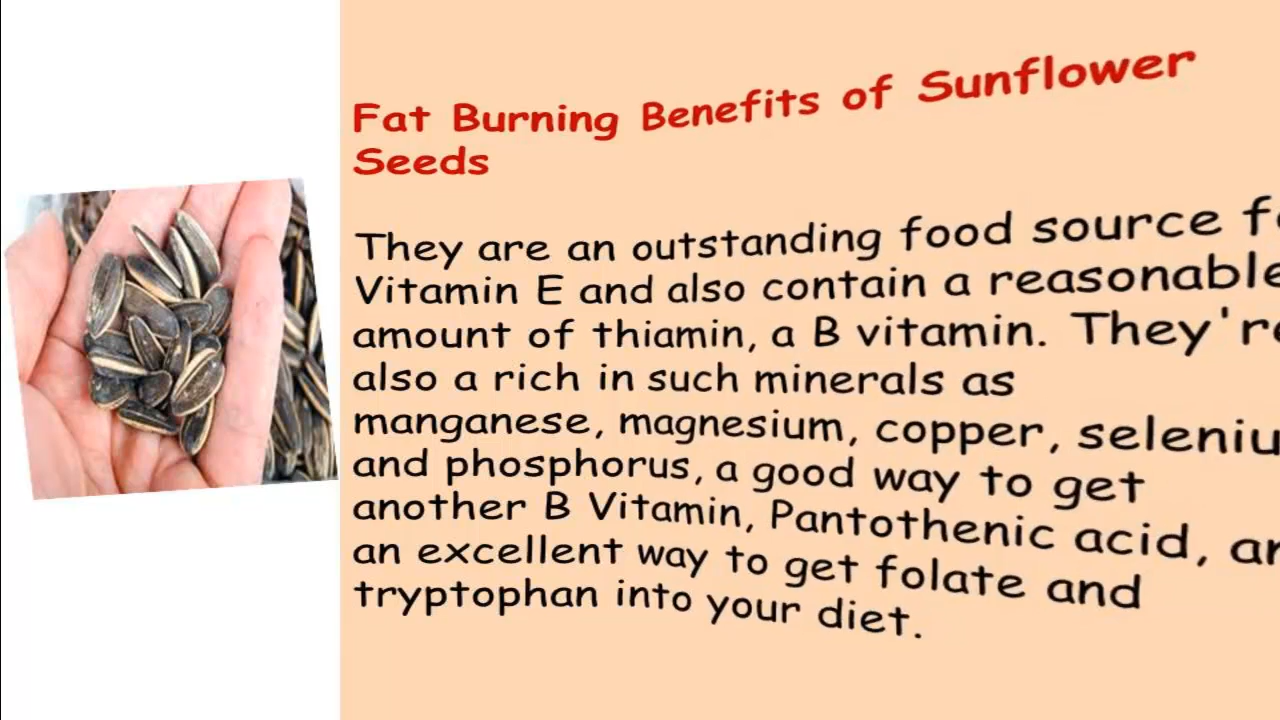 Fat Burning Benefits of Sunflower
Seeds
They are an outstanding food source
Vitamin E and also contain a reasonable
amount of thiamin, a B vitamin. They're
also a rich in such minerals as
manganese, magnesium, copper,
and phosphorus, a good way to get
another B Vitamin, Pantothenic acid,
an excellent way to get folate and
tryptophan into your diet.